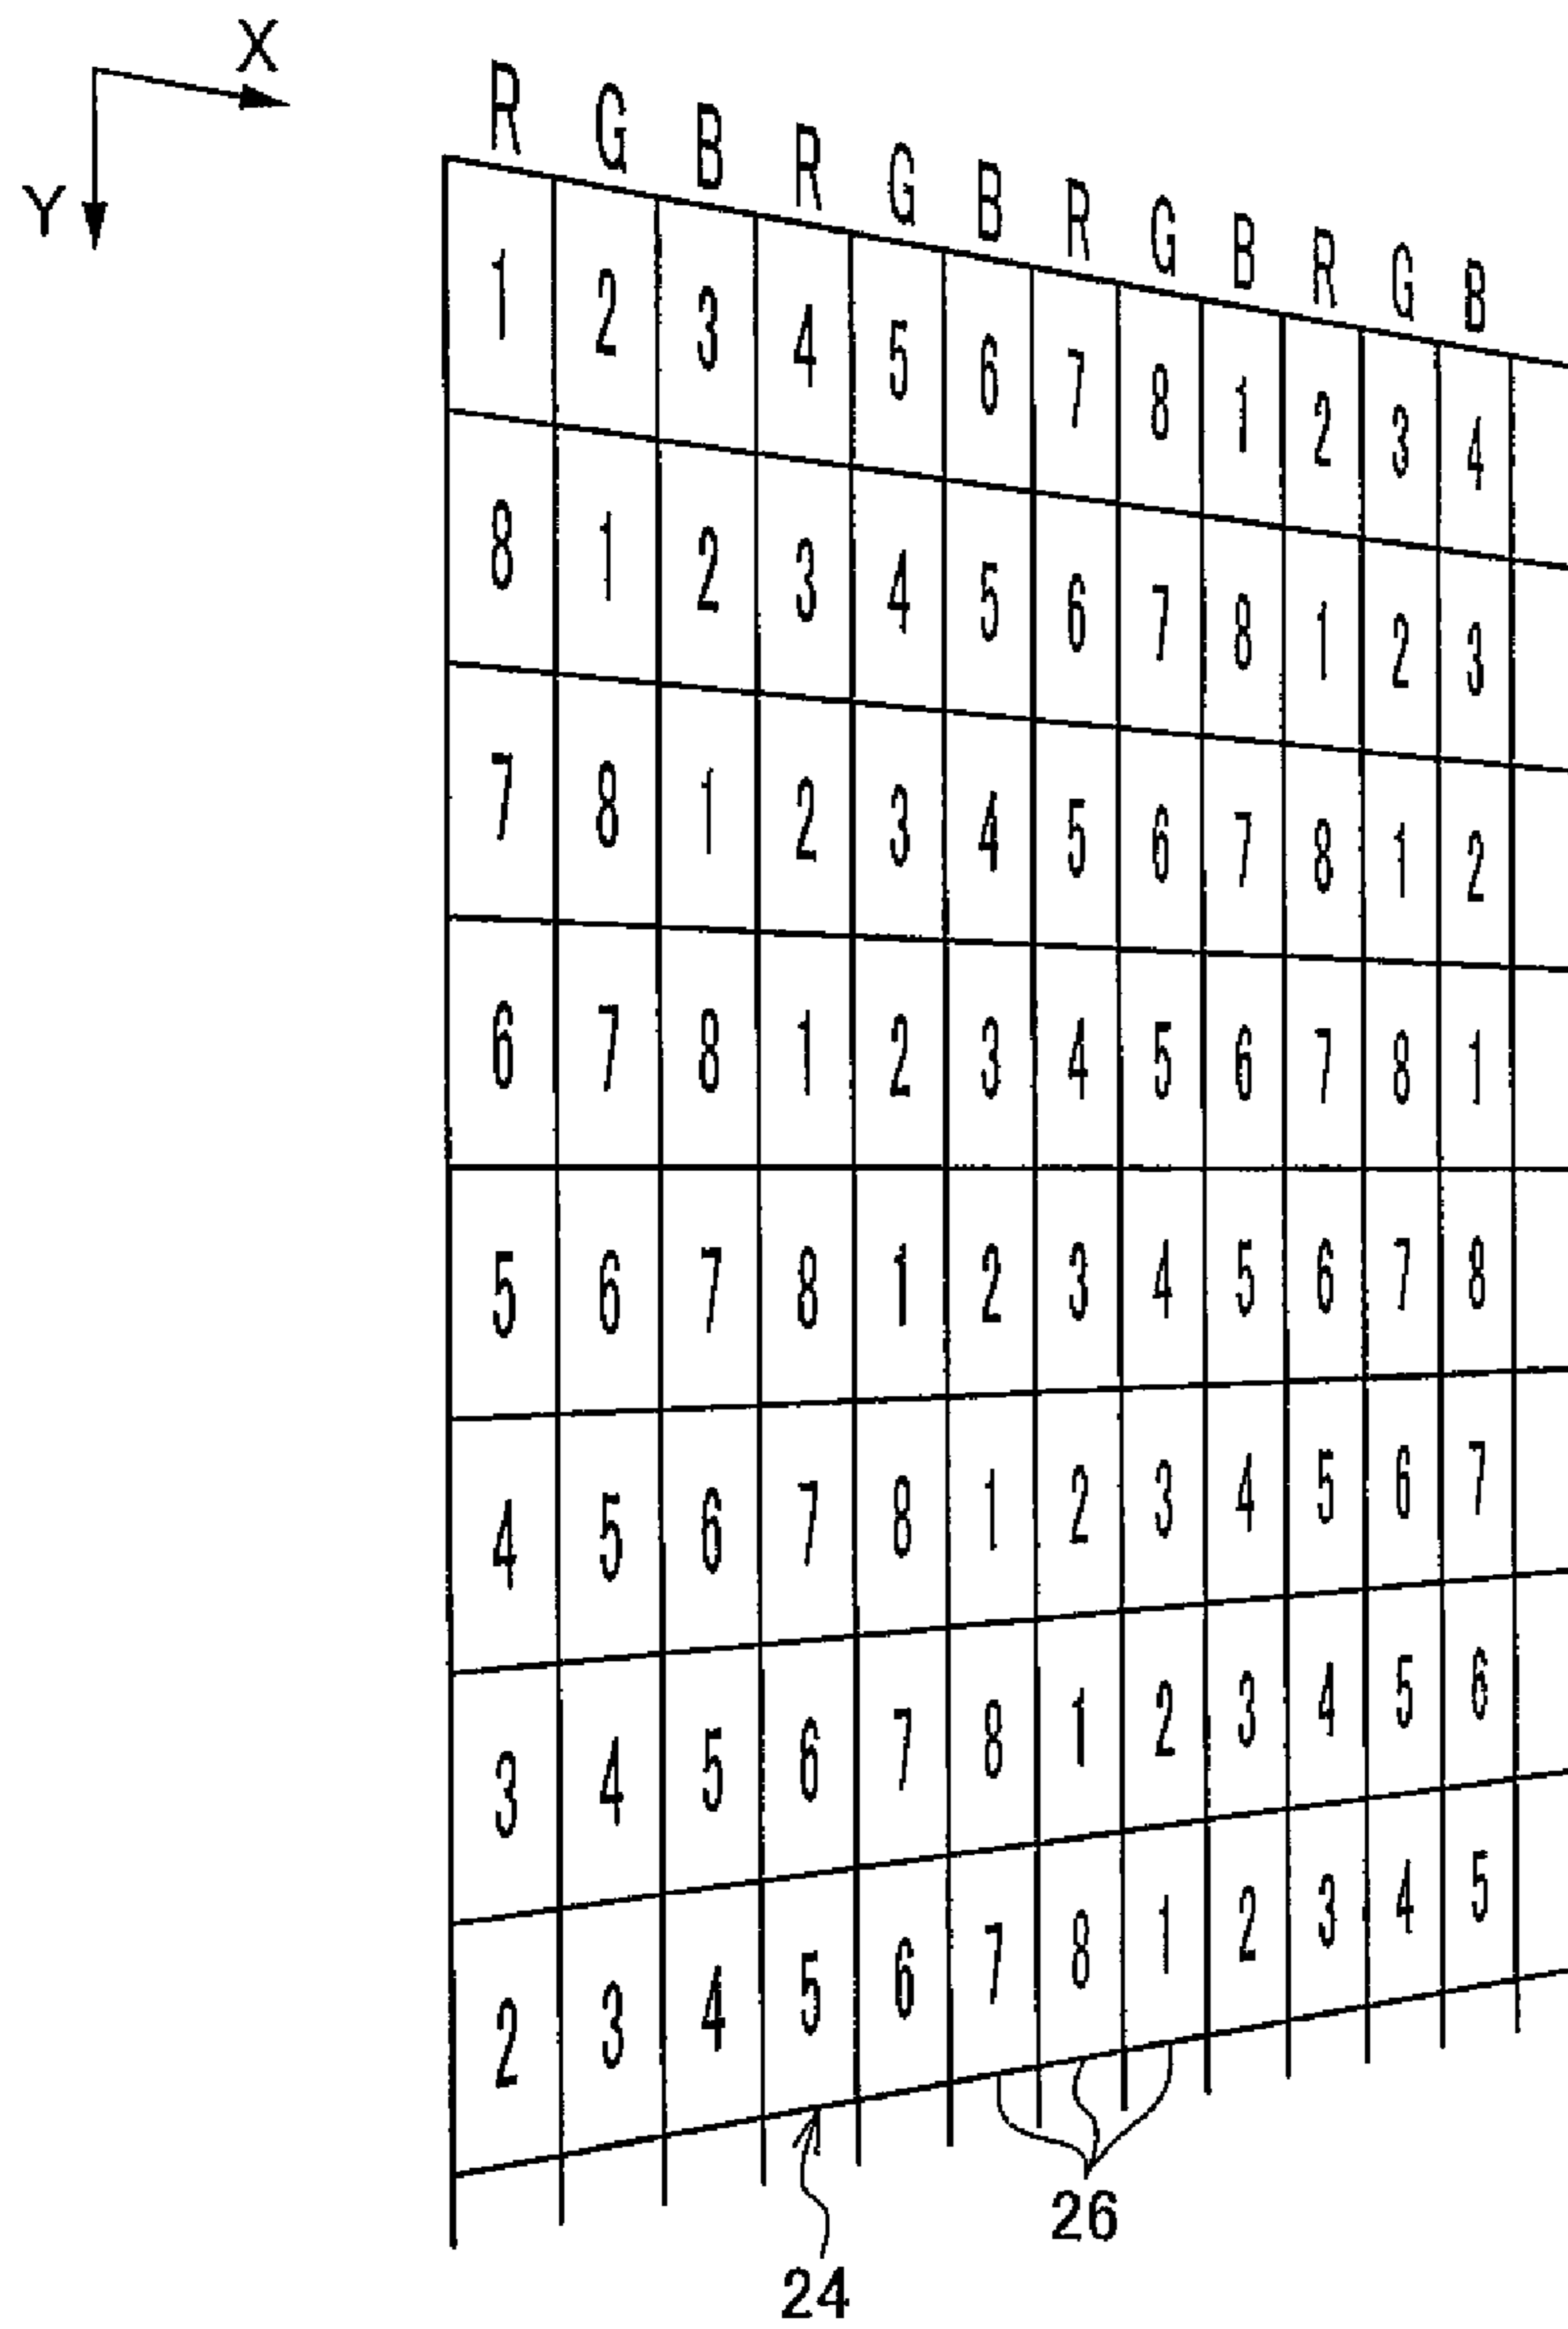 X
Y
R G B R G B R G B R G B
1 2 3 4 5 6 7 8 1 2 3 4
8 1 2 3 4 5 6 7 8 1 2 3
7 8 1 2 3 4 5 6 7 8 1 2
6 7 8 1 2 3 4 5 6 7 8 1
5 6 7 8 1 2 3 4 5 6 7 8
4 5 6 7 8 1 2 3 4 5 6 7
3 4 5 6 7 8 1 2 3 4 5 6
2 3 4 5 6 7 8 1 2 3 4 5
26
24